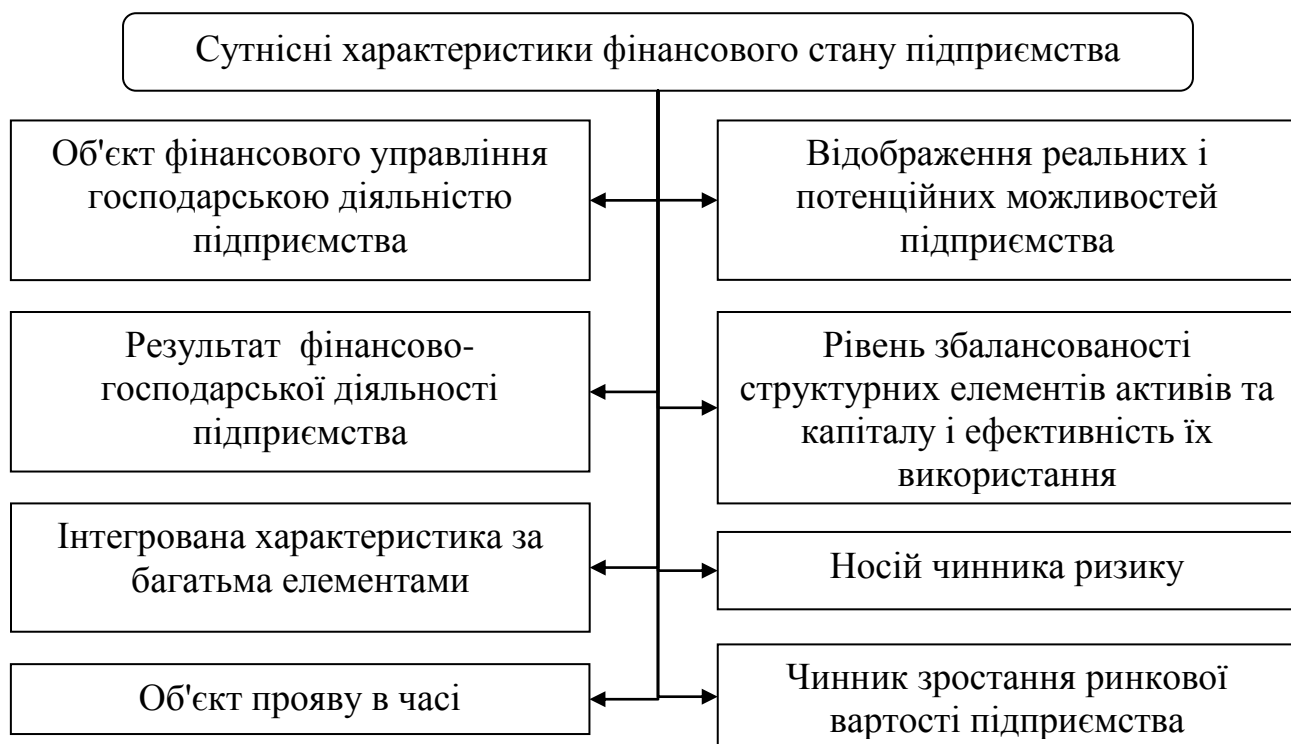 Сутнісні характеристики фінансового стану підприємства
Об'єкт фінансового управління
господарською діяльністю
підприємства
Відображення реальних і
потенційних можливостей
підприємства
Результат фінансово-
господарської діяльності
підприємства
Рівень збалансованості
структурних елементів активів та
капіталу і ефективність їх
використання
Інтегрована характеристика за
багатьма елементами
Носій чинника ризику
Об'єкт прояву в часі
Чинник зростання ринкової
вартості підприємства